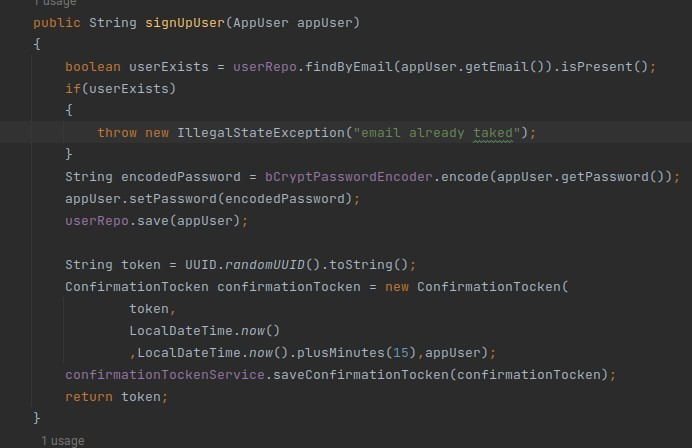 1 usage
public String signUpUser(AppUser appUser)
{
boolean userExists = userRepo.findByEmail(appUser.getEmail()).isPresent();
if(userExists)
{
throw new IllegalStateException("email already taked");
}
String encodedPassword = bCryptPasswordEncoder.encode(appUser.getPassword());
appUser.setPassword(encodedPassword);
userRepo.save(appUser);
String token = UUID.randomUUID().toString();
ConfirmationTocken confirmationTocken = new ConfirmationTocken(
token,
LocalDateTime.now()
,LocalDateTime.now().plusMinutes(15),appUser);
confirmationTockenService.saveConfirmationTocken(confirmationTocken);
return token;
}
1 usage